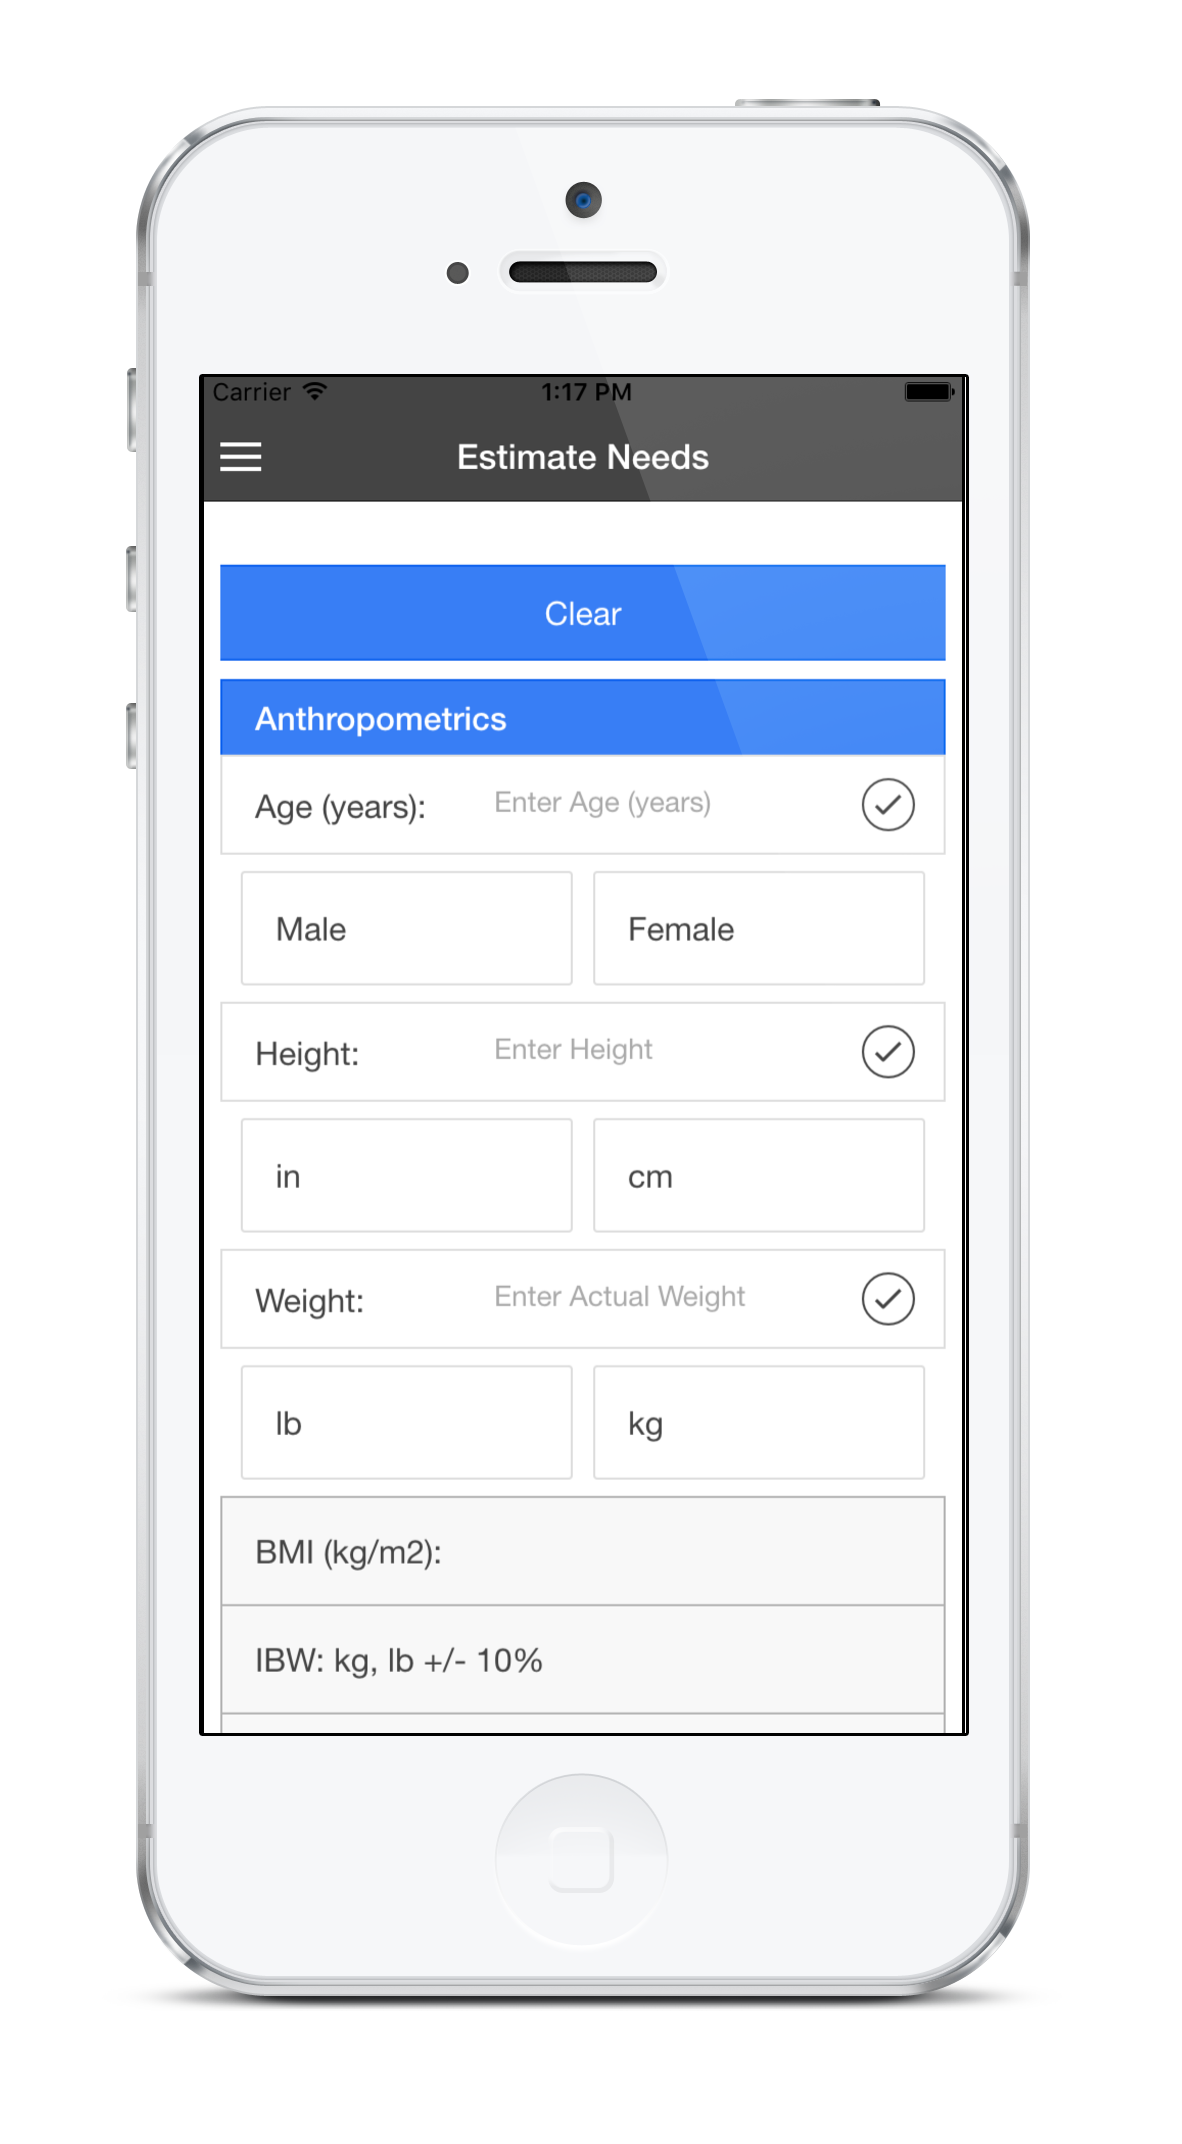 Carrier 1:17 PM
Estimate Needs
Clear
Anthropometrics
Age (years): Enter Age (years)
Male Female
Height: Enter Height
in cm
Weight: Enter Actual Weight
lb kg
BMI (kg/m2):
IBW: kg, lb +/- 10%